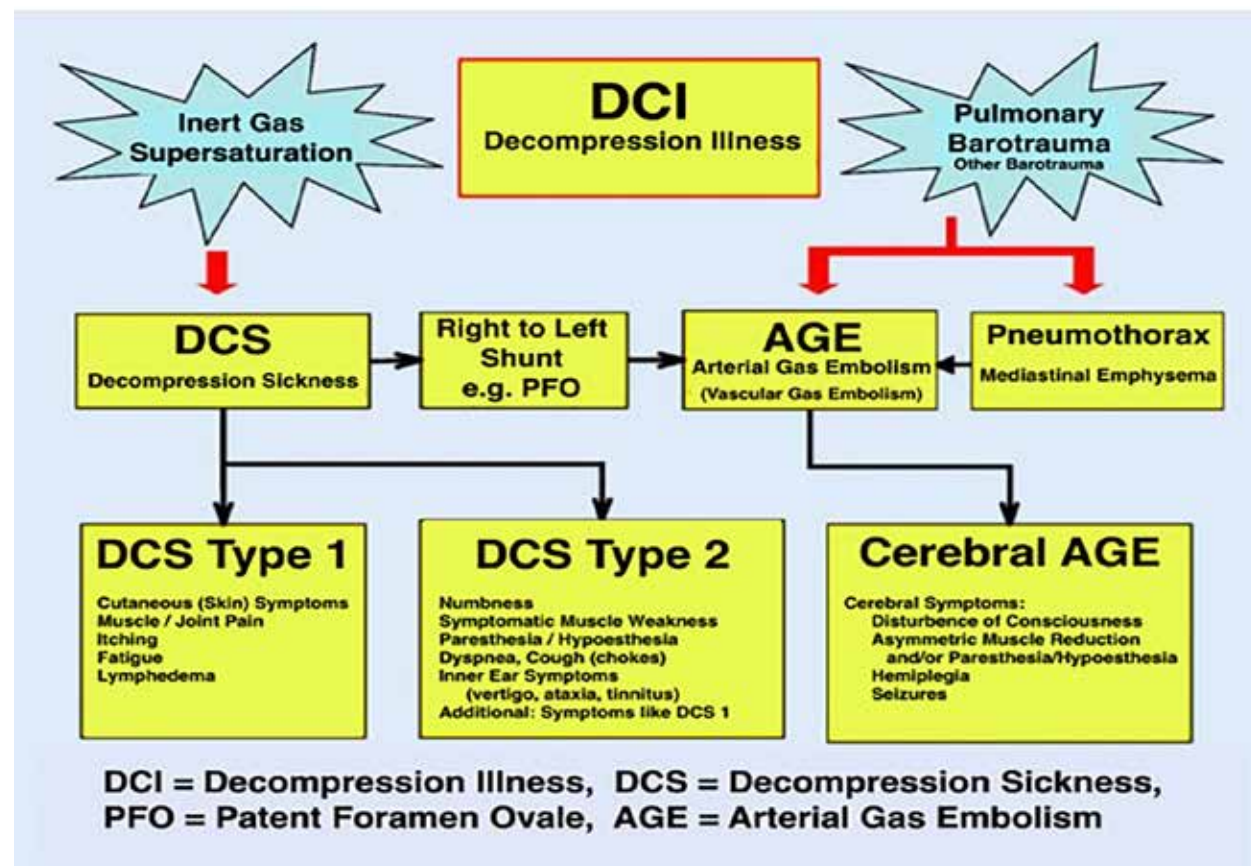 Inert Gas
Supersaturation
DCI
Decompression Illness
Pulmonary
Barotrauma
Other Barotrauma
DCS
Decompression Sickness
Right to Left
Shunt
e.g. PFO
AGE
Arterial Gas Embolism
(Vascular Gas Embolism)
Pneumothorax
Mediastinal Emphysema
DCS Type 1
Cutaneous (Skin) Symptoms
Muscle / Joint Pain
Itching
Fatigue
Lymphedema
DCS Type 2
Numbness
Symptomatic Muscle Weakness
Paresthesia / Hypoesthesia
Dyspnea, Cough (chokes)
Inner Ear Symptoms
(vertigo, ataxia, tinnitus)
Additional: Symptoms like DCS 1
Cerebral AGE
Cerebral Symptoms:
Disturbence of Consciousness
Asymmetric Muscle Reduction
and/or Paresthesia/Hypoesthesia
Hemiplegia
Seizures
DCI = Decompression Illness, DCS = Decompression Sickness,
PFO = Patent Foramen Ovale, AGE = Arterial Gas Embolism